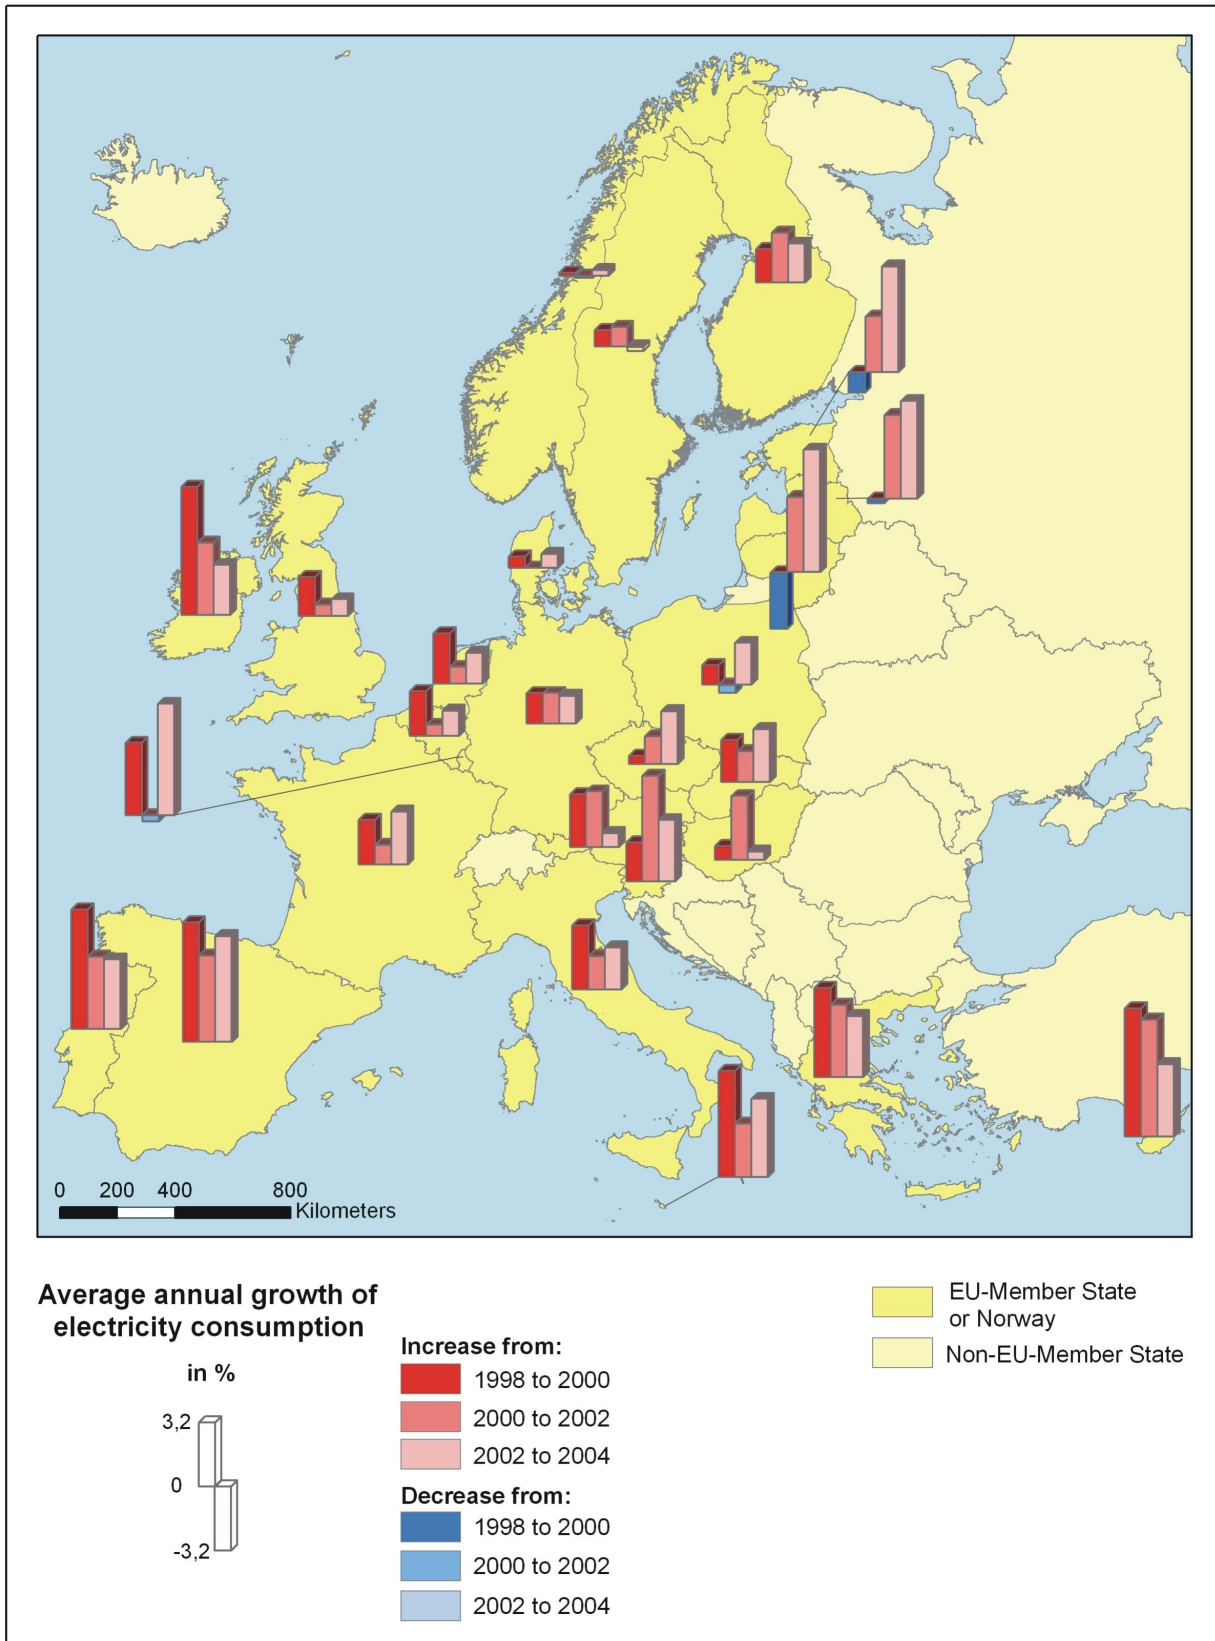 0 200 400 800
Kilometers
Average annual growth of
electricity consumption
in %
3,2
0
-3,2
Increase from:
1998 to 2000
2000 to 2002
2002 to 2004
Decrease from:
1998 to 2000
2000 to 2002
2002 to 2004
EU-Member State
or Norway
Non-EU-Member State